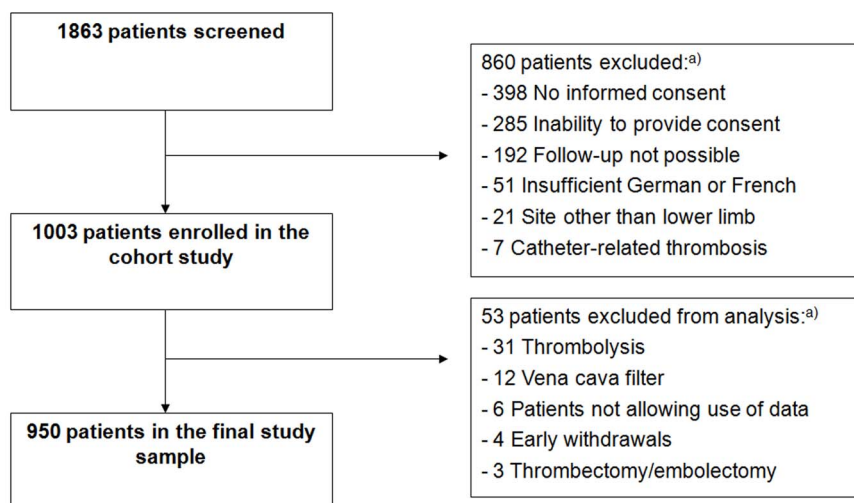 1863 patients screened
860 patients excluded:a)
- 398 No informed consent
- 285 Inability to provide consent
- 192 Follow-up not possible
- 51 Insufficient German or French
- 21 Site other than lower limb
- 7 Catheter-related thrombosis
1003 patients enrolled in the
cohort study
53 patients excluded from analysis:a)
- 31 Thrombolysis
- 12 Vena cava filter
- 6 Patients not allowing use of data
- 4 Early withdrawals
- 3 Thrombectomy/embolectomy
950 patients in the final study
sample